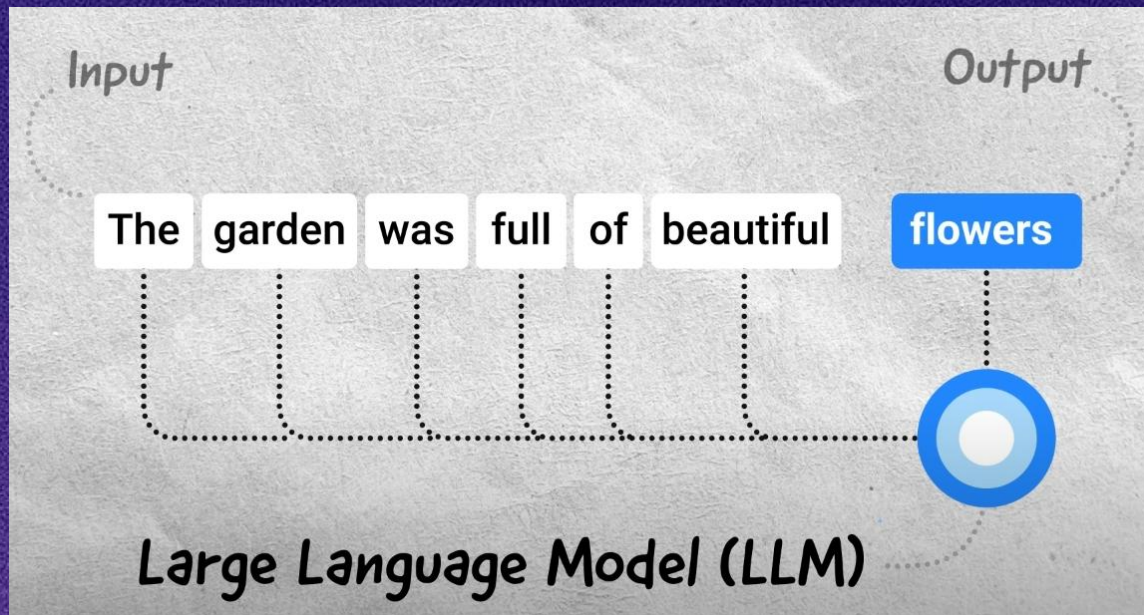 Input Output
The garden was full of beautiful flowers
Large Language Model (LLM)